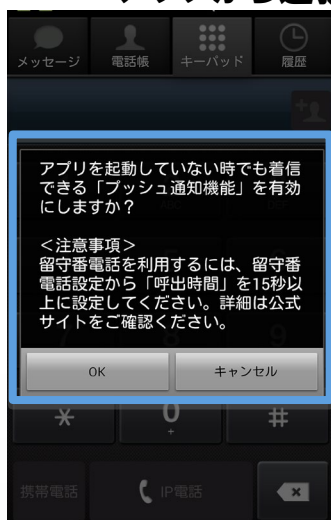 メッセージ
電話帳
キーパッド
履歴
アプリを起動していない時でも着信
できる「プッシュ通知機能」を有効
にしますか？
＜注意事項＞
留守番電話を利用するには、留守番
電話設定から「呼出時間」を15秒以
上に設定してください。詳細は公式
サイトをご確認ください。
OK
キャンセル
* 0 #
+
携帯電話
IP電話